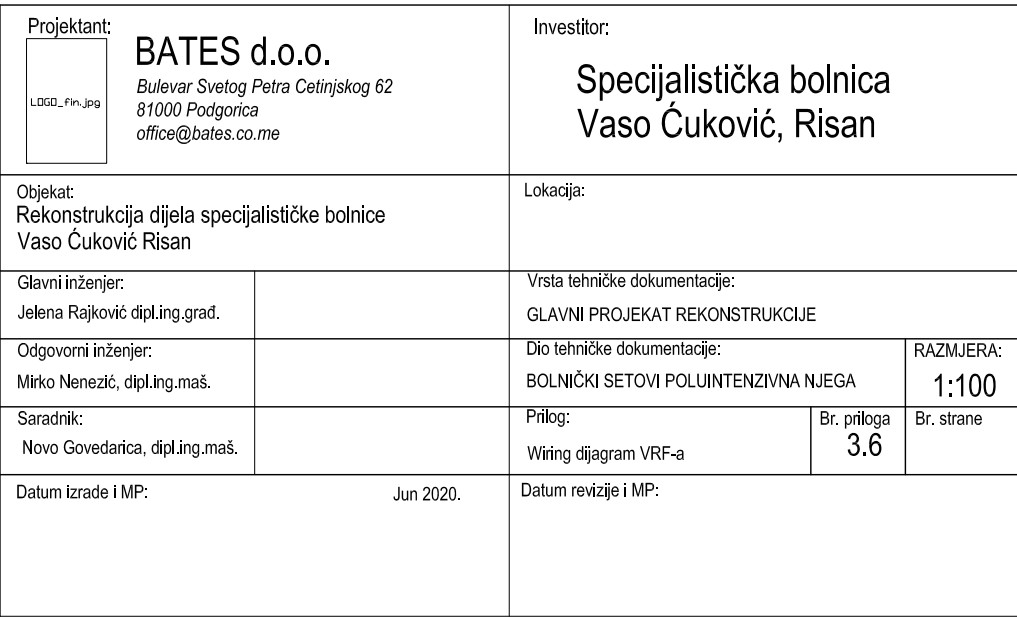 Projektant:
LOGO_fin.jpg
BATES d.o.o.
Bulevar Svetog Petra Cetinjskog 62
81000 Podgorica
office@bates.co.me
Investitor:
Specijalistička bolnica
Vaso Ćuković, Risan
Objekat:
Rekonstrukcija dijela specijalističke bolnice
Vaso Ćuković Risan
Lokacija:
Glavni inženjer:
Jelena Rajković dipl.ing.građ.
Vrsta tehničke dokumentacije:
GLAVNI PROJEKAT REKONSTRUKCIJE
Odgovorni inženjer:
Mirko Nenezić, dipl.ing.maš.
Dio tehničke dokumentacije:
BOLNIČKI SETOVI POLUINTENZIVNA NJEGA
RAZMJERA:
1:100
Saradnik:
Novo Govedarica, dipl.ing.maš.
Prilog:
Wiring dijagram VRF-a
Br. priloga
3.6
Br. strane
Datum izrade i MP:
Jun 2020.
Datum revizije i MP: